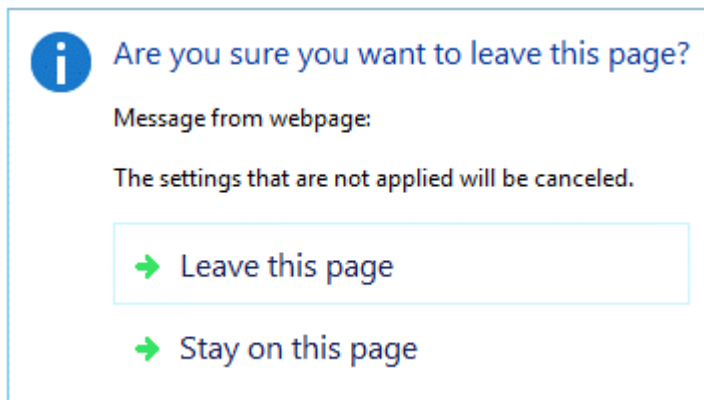 Are you sure you want to leave this page?
Message from webpage:
The settings that are not applied will be canceled.
Leave this page
Stay on this page